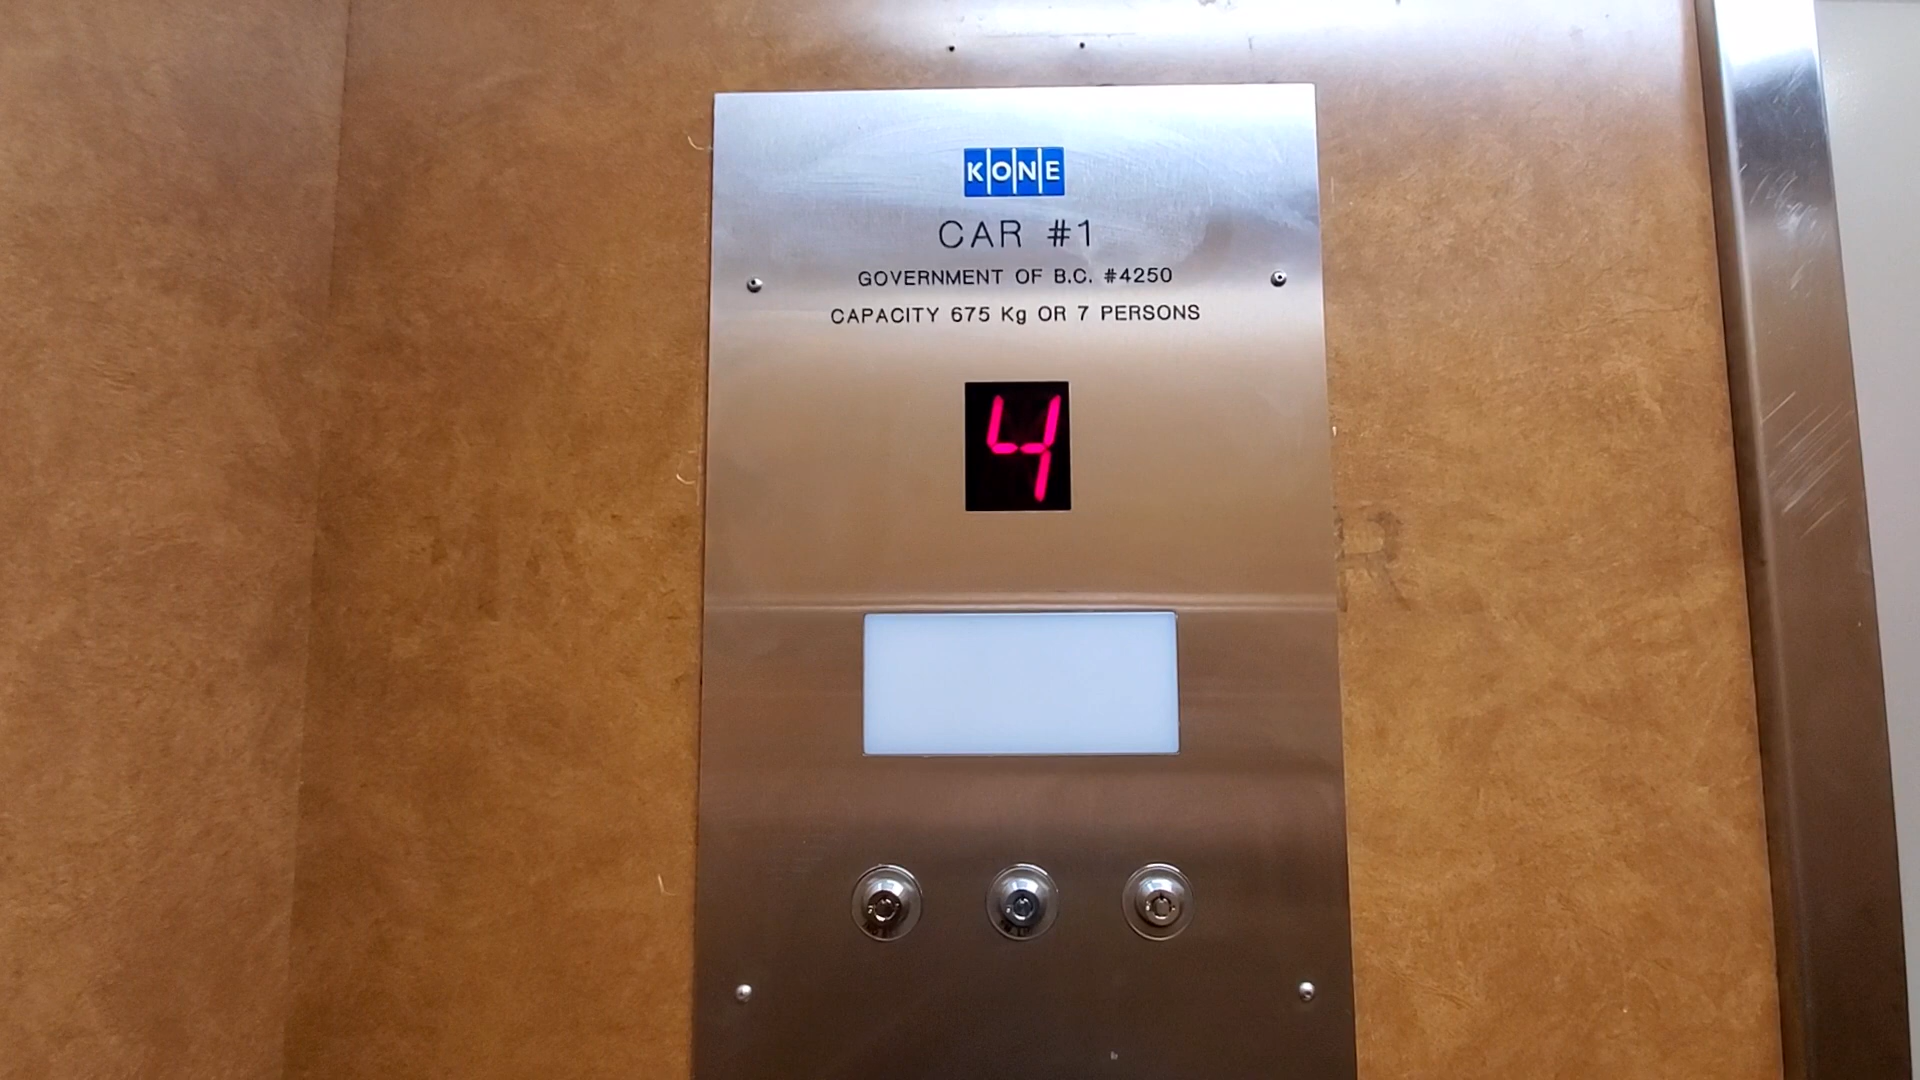 KONE
CAR #1
GOVERNMENT OF B.C. #4250
CAPACITY 675 Kg OR 7 PERSONS
4